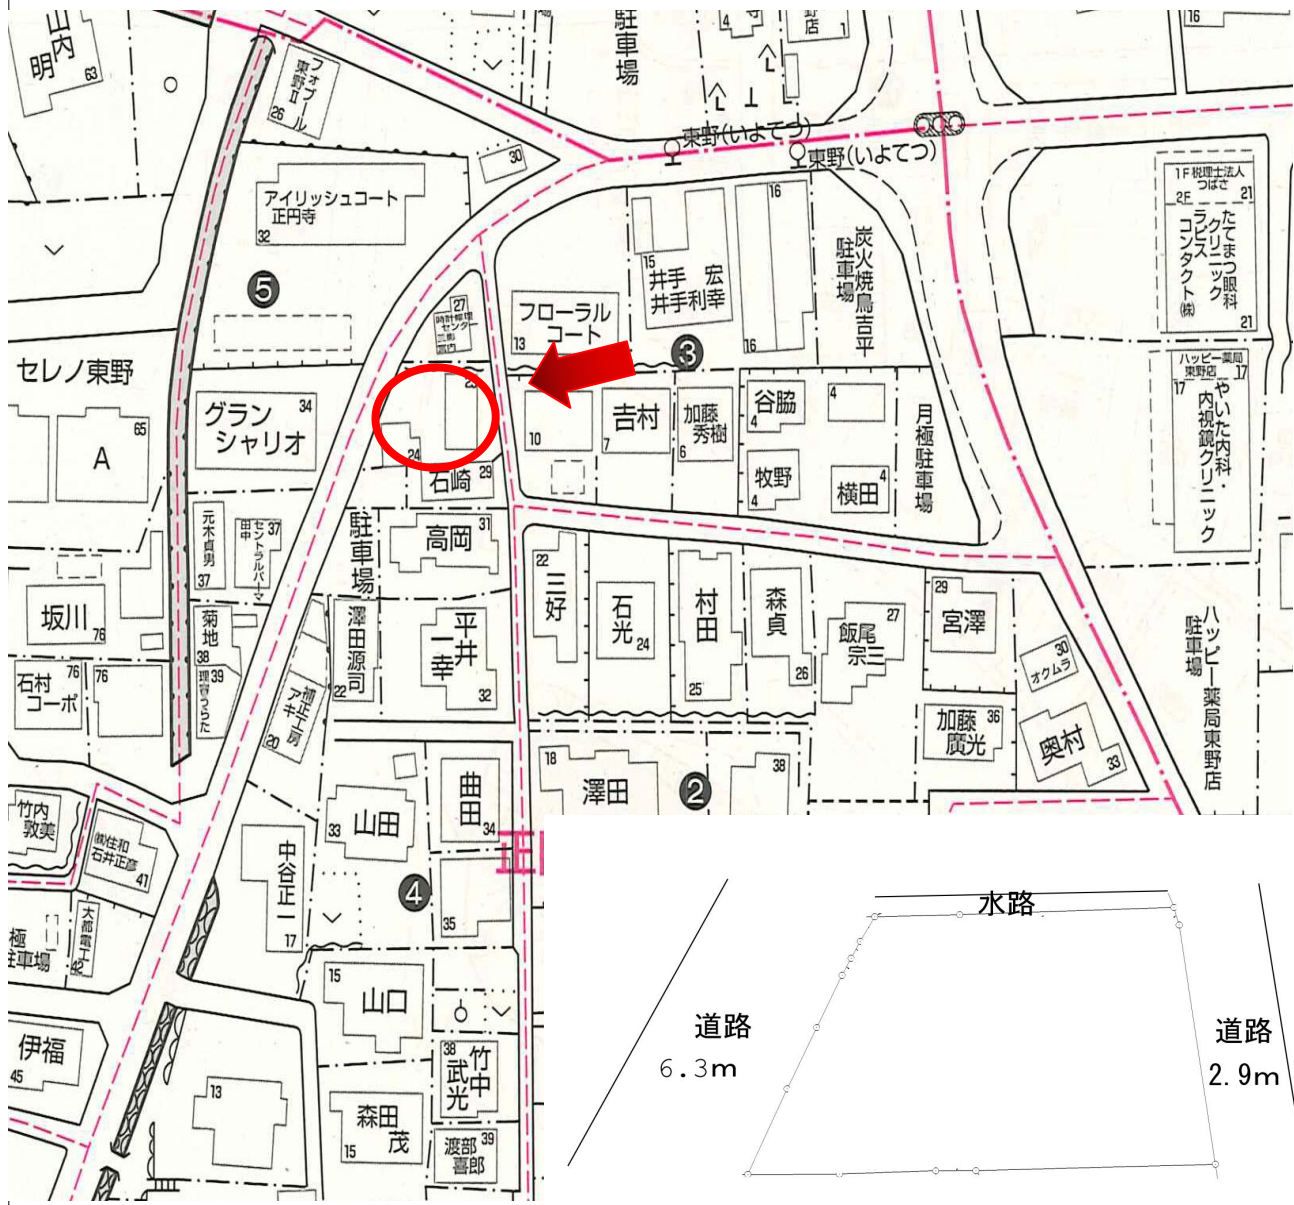 山内
明
63
フォブール
東野Ⅱ
26
駐車場
4
野店
1
16
30
東野(いよてつ)
東野(いよてつ)
アイリッシュコート
正円寺
32
1F税理士法人
つばさ
2F
21
たてまつ眼科
クリニック
ラピス
コンタクト㈱
21
5
27
フローラル
コート
13
15
井手 宏
井手利幸
16
16
炭火焼鳥吉平
駐車場
3
セレノ東野
A
65
グラン
シャリオ
34
24
石崎
29
10
吉村
7
加藤
秀樹
6
谷脇
4
牧野
4
4
横田
4
月極駐車場
ハッピー薬局
東野店
17
17
やいた内科・
内視鏡クリニック
元木貞男
37
セントラルパーマ
田中
37
駐車場
高岡
31
22
三好
石光
24
村田
25
森貞
26
飯尾
宗三
27
29
宮澤
30
オクムラ
ハッピー薬局東野店
駐車場
坂川
76
石村
コーポ
76
76
菊地
38
39
理容つうた
澤田源司
22
平井
一幸
32
補正工房
アキ
20
加藤
廣光
36
奥村
33
18
澤田
2
38
竹内
敦美
㈱住和
石井正彦
41
中谷正一
17
山田
33
曲田
34
4
35
大都電工
42
極
駐車場
伊福
45
13
15
山口
38
竹中
武光
森田
茂
15
渡部
喜郎
39
水路
道路
6.3m
道路
2.9m